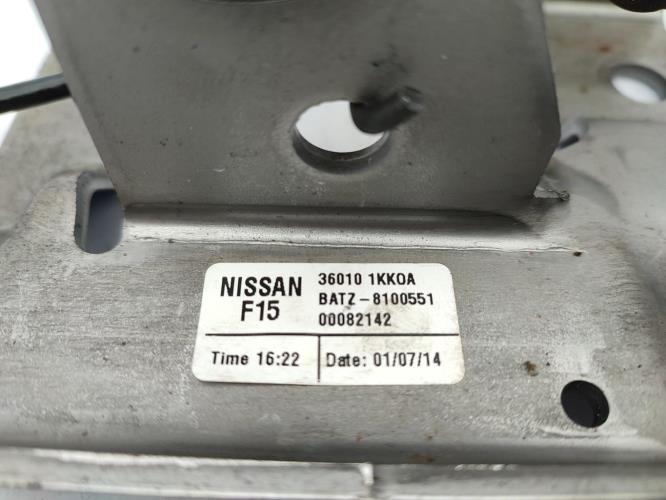 NISSAN
F15
36010 1KK0A
BATZ-8100551
00082142
Time 16:22
Date: 01/07/14